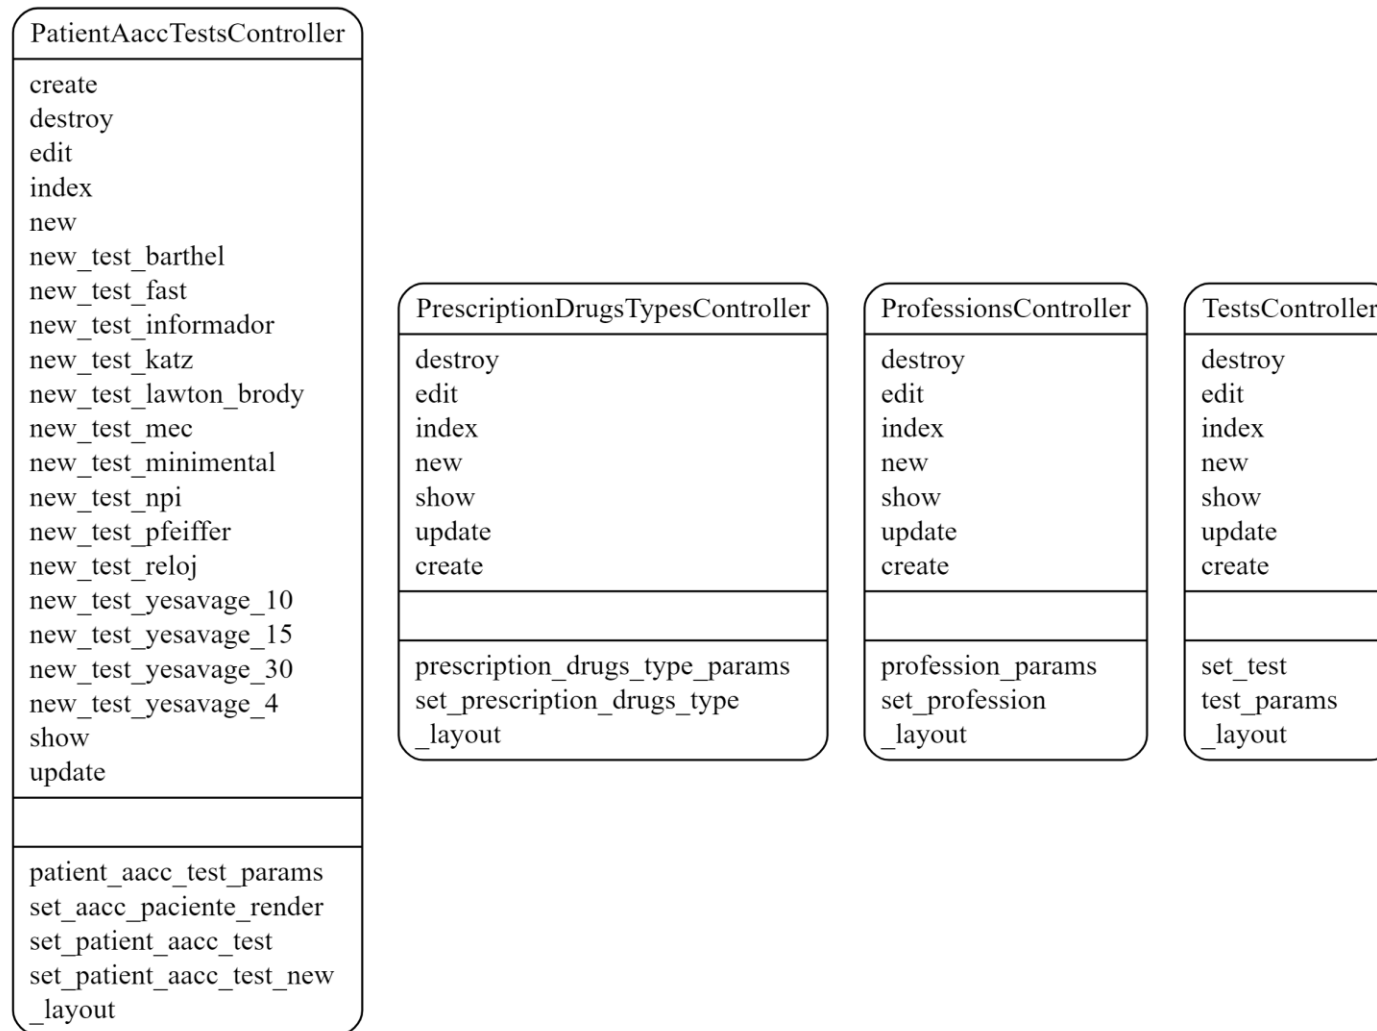 PatientAaccTestsController
create
destroy
edit
index
new
new_test_barthel
new_test_fast
new_test_informador
new_test_katz
new_test_lawton_brody
new_test_mec
new_test_minimental
new_test_npi
new_test_pfeiffer
new_test_reloj
new_test_yesavage_10
new_test_yesavage_15
new_test_yesavage_30
new_test_yesavage_4
show
update
patient_aacc_test_params
set_aacc_paciente_render
set_patient_aacc_test
set_patient_aacc_test_new
_layout
PrescriptionDrugsTypesController
destroy
edit
index
new
show
update
create
prescription_drugs_type_params
set_prescription_drugs_type
_layout
ProfessionsController
destroy
edit
index
new
show
update
create
profession_params
set_profession
_layout
TestsController
destroy
edit
index
new
show
update
create
set_test
test_params
_layout